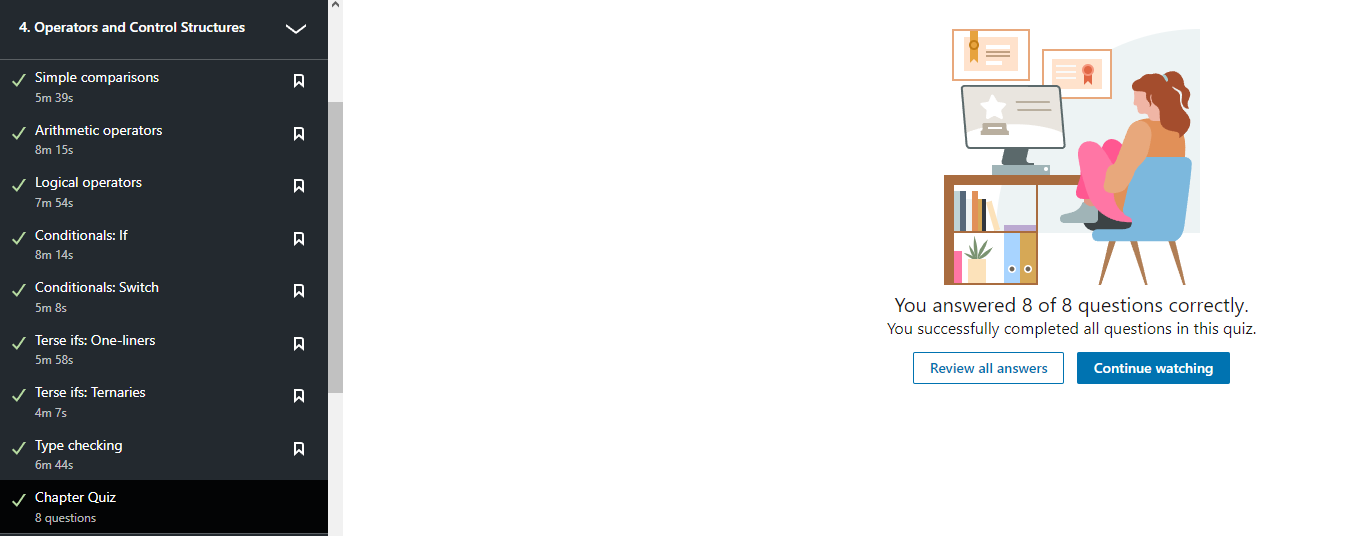 4. Operators and Control Structures
Simple comparisons
5m 39s
Arithmetic operators
8m 15s
Logical operators
7m 54s
Conditionals: If
8m 14s
Conditionals: Switch
5m 8s
Terse ifs: One-liners
5m 58s
Terse ifs: Ternaries
4m 7s
Type checking
6m 44s
Chapter Quiz
8 questions
You answered 8 of 8 questions correctly.
You successfully completed all questions in this quiz.
Review all answers
Continue watching